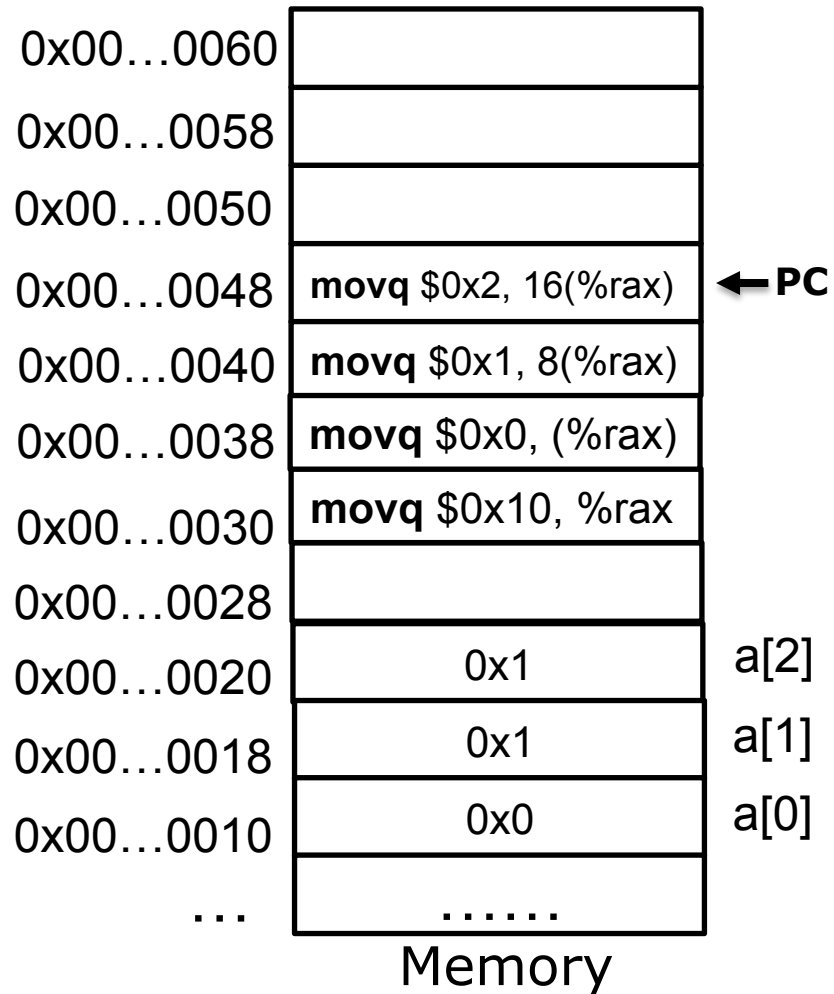 0x00…0060
0x00…0058
0x00…0050
0x00…0048 movq $0x2, 16(%rax) PC
0x00…0040 movq $0x1, 8(%rax)
0x00…0038 movq $0x0, (%rax)
0x00…0030 movq $0x10, %rax
0x00…0028
0x00…0020 0x1 a[2]
0x00…0018 0x1 a[1]
0x00…0010 0x0 a[0]
… ……
Memory